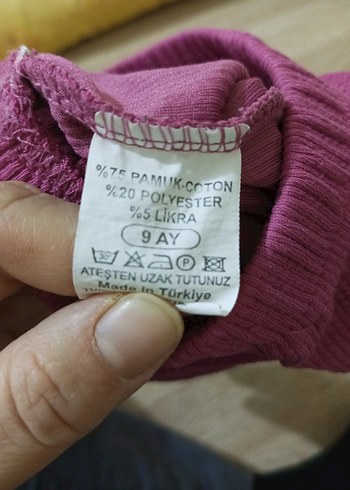 %75 PAMUK-COTON
%20 POLYESTER
%5 LİKRA
9 AY
P
ATEŞTEN UZAK TUTUNUZ
Made in Türkiye